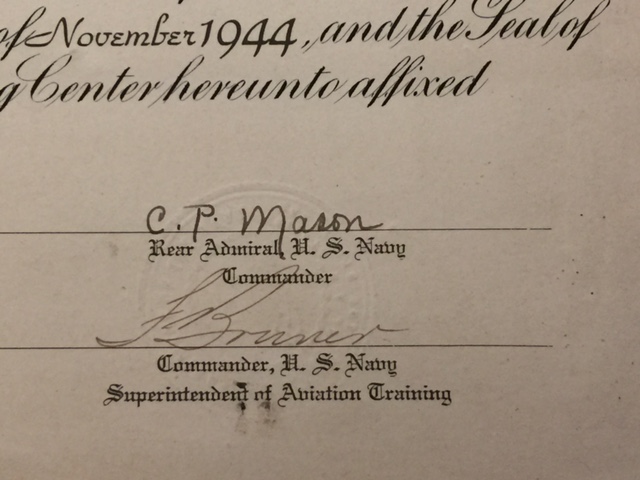 of November 1944, and the Seal of
g Center hereunto affixed
C. P. Mason
Rear Admiral, U. S. Navy
Commander
F Bruner
Commander, U. S. Navy
Superintendent of Aviation Training